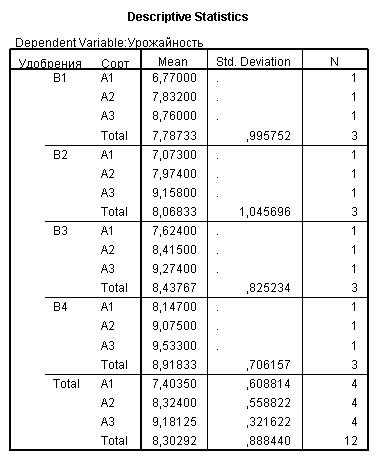 Descriptive Statistics
Dependent Variable:Урожайность
Удобрения Сорт Mean Std. Deviation N
B1 A1 6,77000 . 1
A2 7,83200 . 1
A3 8,76000 . 1
Total 7,78733 ,995752 3
B2 A1 7,07300 . 1
A2 7,97400 . 1
A3 9,15800 . 1
Total 8,06833 1,045696 3
B3 A1 7,62400 . 1
A2 8,41500 . 1
A3 9,27400 . 1
Total 8,43767 ,825234 3
B4 A1 8,14700 . 1
A2 9,07500 . 1
A3 9,53300 . 1
Total 8,91833 ,706157 3
Total A1 7,40350 ,608814 4
A2 8,32400 ,558822 4
A3 9,18125 ,321622 4
Total 8,30292 ,888440 12